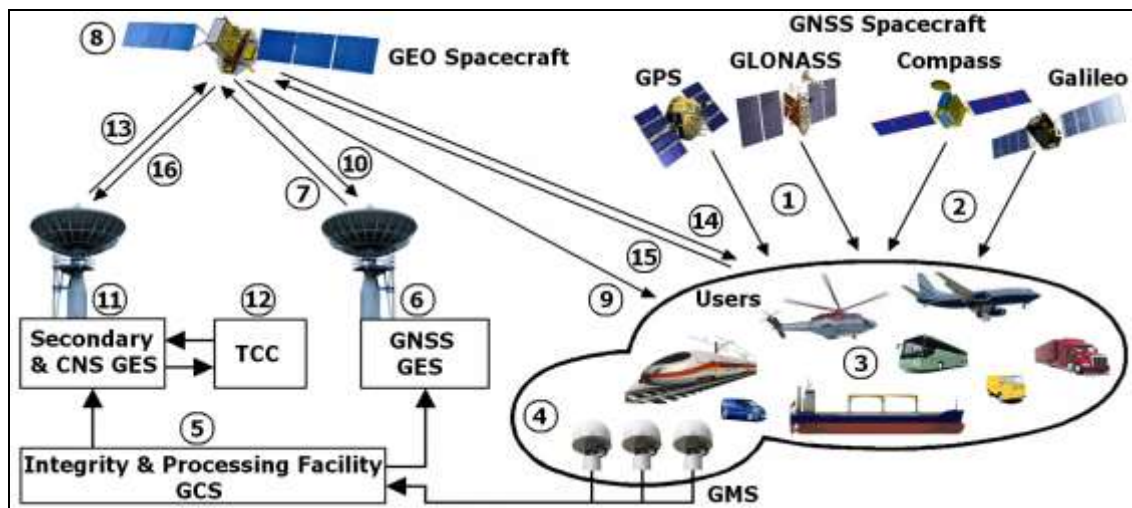 8
GEO Spacecraft
GNSS Spacecraft
GPS
GLONASS
Compass
Galileo
13
16
10
7
14
15
9
1
2
11
12
6
Secondary
& CNS GES
TCC
GNSS
GES
Users
3
4
5
Integrity & Processing Facility
GCS
GMS